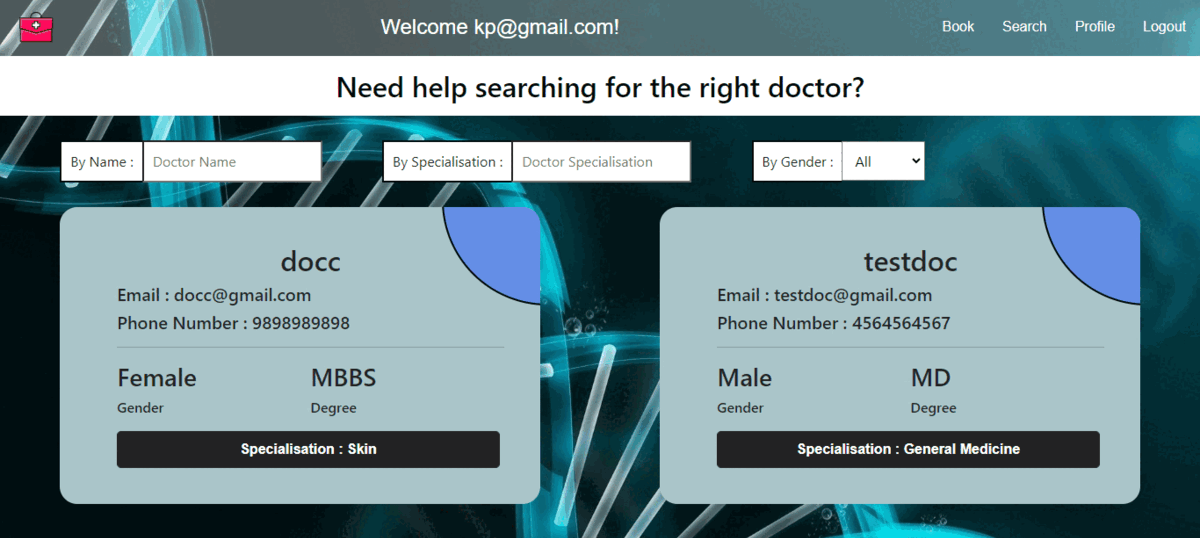 Welcome kp@gmail.com!
Book Search Profile Logout
Need help searching for the right doctor?
By Name : Doctor Name By Specialisation : Doctor Specialisation By Gender : All
docc
Email : docc@gmail.com
Phone Number : 9898989898
Female MBBS
Gender Degree
Specialisation : Skin
testdoc
Email : testdoc@gmail.com
Phone Number : 4564564567
Male MD
Gender Degree
Specialisation : General Medicine